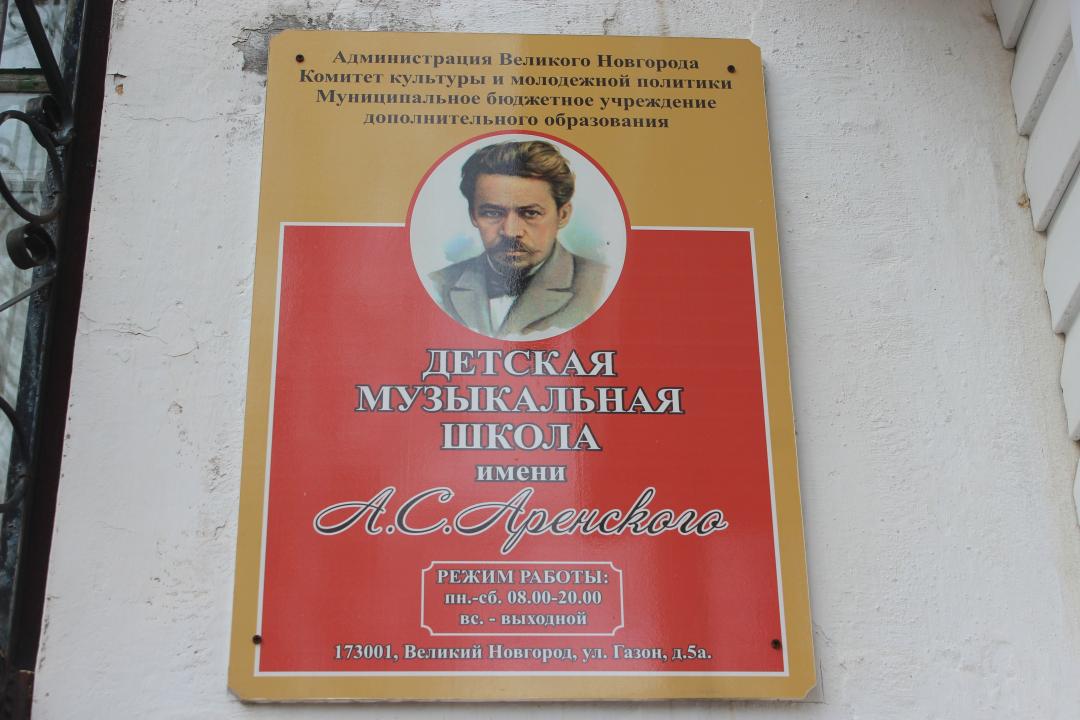 Администрация Великого Новгорода
Комитет культуры и молодежной политики
Муниципальное бюджетное учреждение
дополнительного образования
ДЕТСКАЯ
МУЗЫКАЛЬНАЯ
ШКОЛА
имени
А.С.Аренского
РЕЖИМ РАБОТЫ:
пн.-сб. 08.00-20.00
вс. - выходной
173001, Великий Новгород, ул. Газон, д.5а.